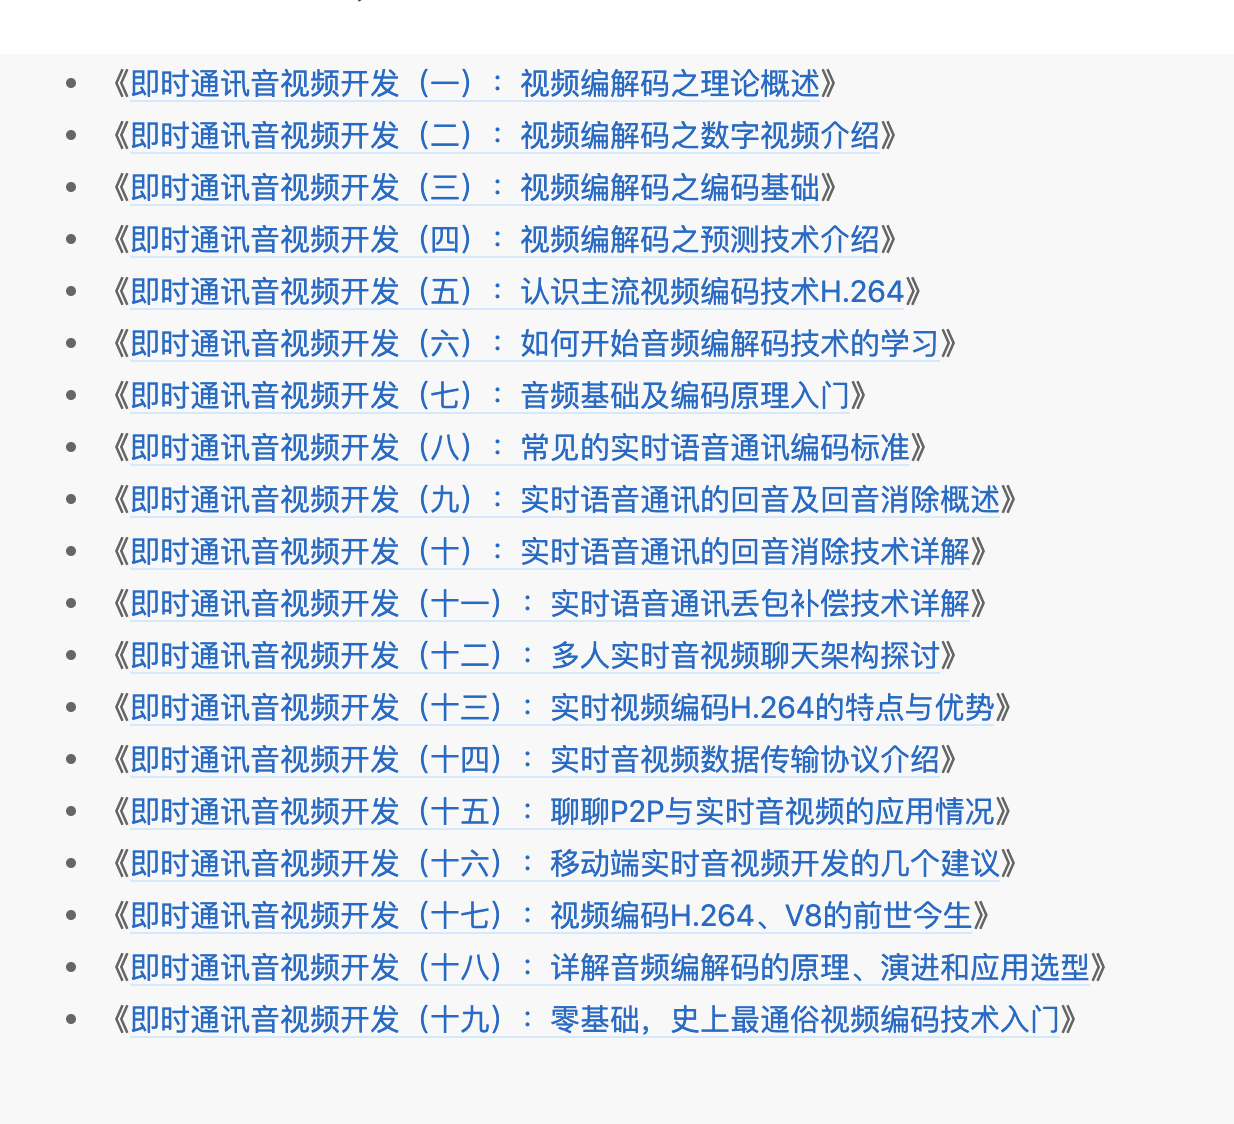 《即时通讯音视频开发（一）：视频编解码之理论概述》
《即时通讯音视频开发（二）：视频编解码之数字视频介绍》
《即时通讯音视频开发（三）：视频编解码之编码基础》
《即时通讯音视频开发（四）：视频编解码之预测技术介绍》
《即时通讯音视频开发（五）：认识主流视频编码技术H.264》
《即时通讯音视频开发（六）：如何开始音频编解码技术的学习》
《即时通讯音视频开发（七）：音频基础及编码原理入门》
《即时通讯音视频开发（八）：常见的实时语音通讯编码标准》
《即时通讯音视频开发（九）：实时语音通讯的回音及回音消除概述》
《即时通讯音视频开发（十）：实时语音通讯的回音消除技术详解》
《即时通讯音视频开发（十一）：实时语音通讯丢包补偿技术详解》
《即时通讯音视频开发（十二）：多人实时音视频聊天架构探讨》
《即时通讯音视频开发（十三）：实时视频编码H.264的特点与优势》
《即时通讯音视频开发（十四）：实时音视频数据传输协议介绍》
《即时通讯音视频开发（十五）：聊聊P2P与实时音视频的应用情况》
《即时通讯音视频开发（十六）：移动端实时音视频开发的几个建议》
《即时通讯音视频开发（十七）：视频编码H.264、V8的前世今生》
《即时通讯音视频开发（十八）：详解音频编解码的原理、演进和应用选型》
《即时通讯音视频开发（十九）：零基础，史上最通俗视频编码技术入门》